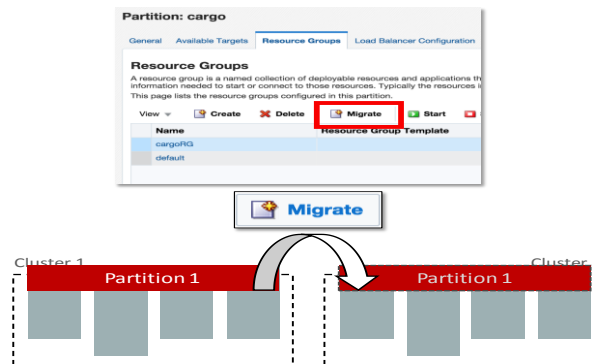 Partition: cargo
General Available Targets Resource Groups Load Balancer Configuration
Resource Groups
A resource group is a named collection of deployable resources and applications th
information needed to start or connect to those resources. Typically the resources i
This page lists the resource groups configured in this partition.
View Create Delete Migrate Start
Name Resource Group Template
cargoRG
default
Migrate
Cluster 1 Cluster
Partition 1 Partition 1